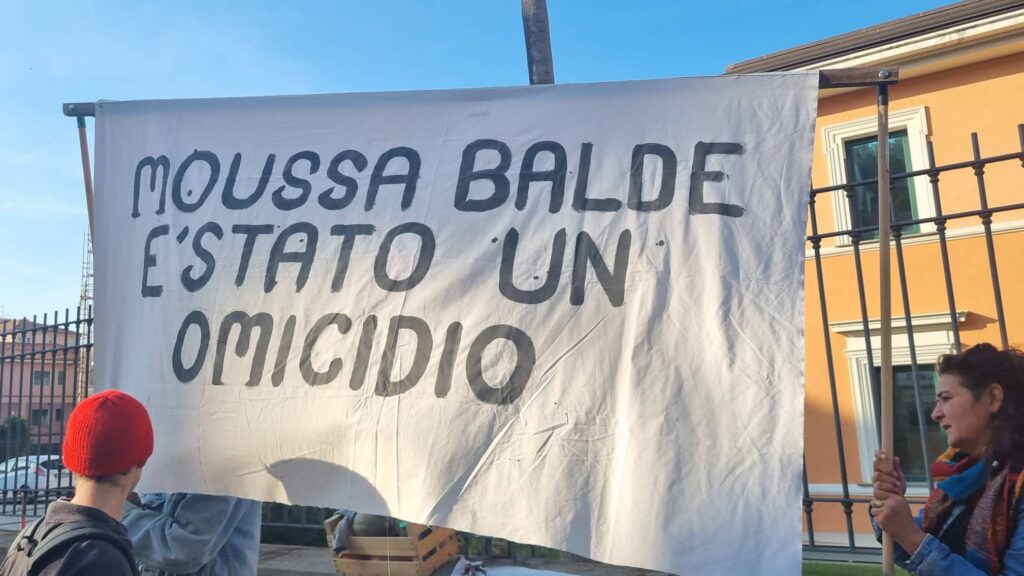 MOUSSA BALDE
E'STATO UN
OMICIDIO